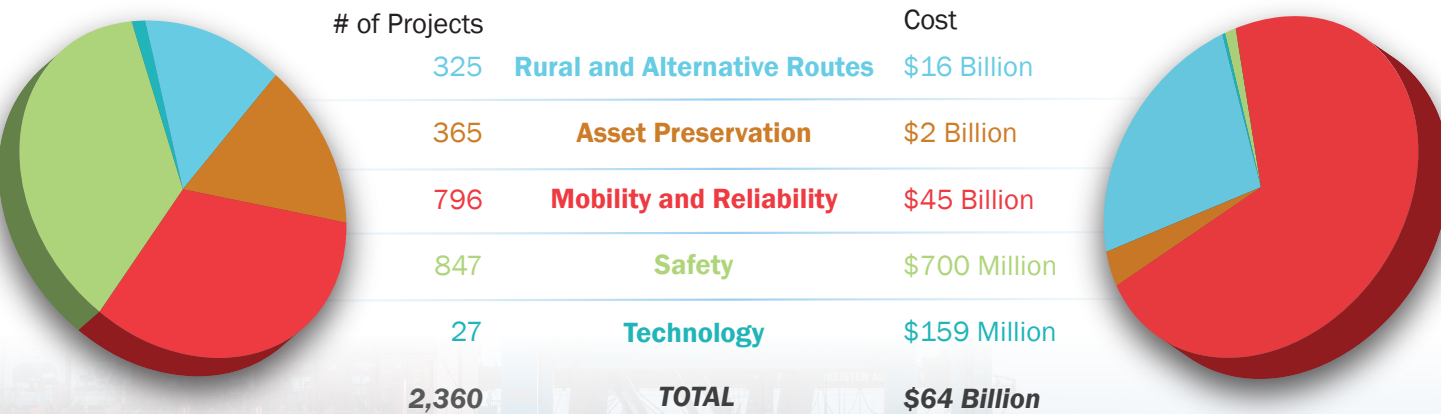 # of Projects Cost
325 Rural and Alternative Routes $16 Billion
365 Asset Preservation $2 Billion
796 Mobility and Reliability $45 Billion
847 Safety $700 Million
27 Technology $159 Million
2,360 TOTAL $64 Billion